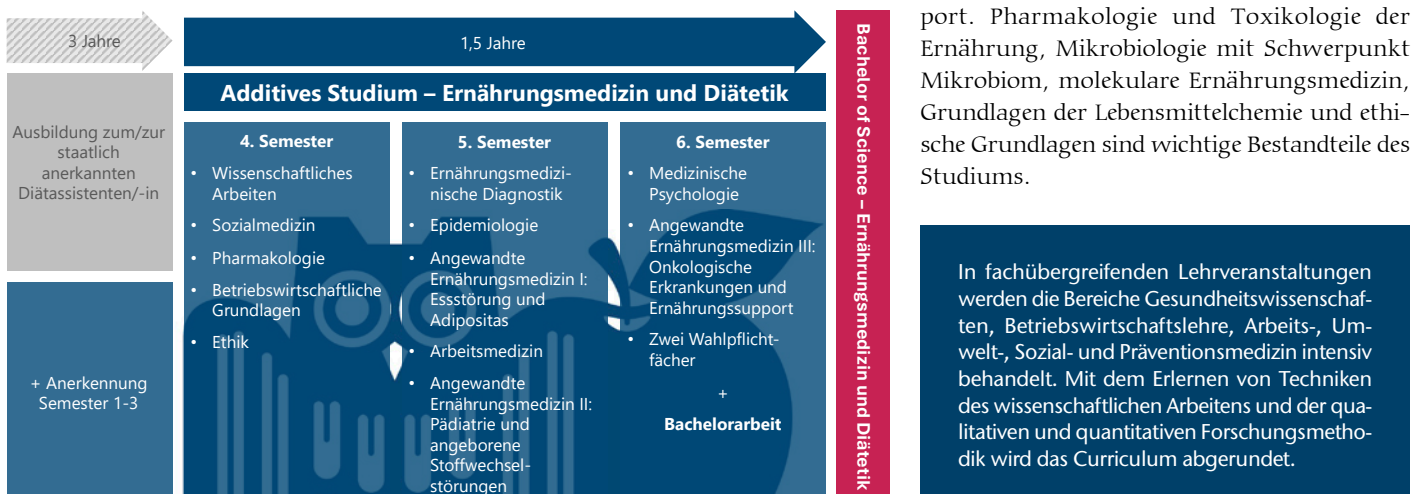 3 Jahre
1,5 Jahre
Ausbildung zum/zur
staatlich
anerkannten
Diätassistenten/-in
+ Anerkennung
Semester 1-3
Additives Studium – Ernährungsmedizin und Diätetik
4. Semester
• Wissenschaftliches
Arbeiten
• Sozialmedizin
• Pharmakologie
• Betriebswirtschaftliche
Grundlagen
• Ethik
5. Semester
• Ernährungsmedizi-
nische Diagnostik
• Epidemiologie
• Angewandte
Ernährungsmedizin I:
Essstörung und
Adipositas
• Arbeitsmedizin
• Angewandte
Ernährungsmedizin II:
Pädiatrie und
angeborene
Stoffwechsel-
störungen
6. Semester
• Medizinische
Psychologie
• Angewandte
Ernährungsmedizin III:
Onkologische
Erkrankungen und
Ernährungssupport
• Zwei Wahlpflicht-
fächer
+
Bachelorarbeit
Bachelor of Science – Ernährungsmedizin und Diätetik
port. Pharmakologie und Toxikologie der
Ernährung, Mikrobiologie mit Schwerpunkt
Mikrobiom, molekulare Ernährungsmedizin,
Grundlagen der Lebensmittelchemie und ethi-
sche Grundlagen sind wichtige Bestandteile des
Studiums.
In fachübergreifenden Lehrveranstaltungen
werden die Bereiche Gesundheitswissenschaf-
ten, Betriebswirtschaftslehre, Arbeits-, Um-
welt-, Sozial- und Präventionsmedizin intensiv
behandelt. Mit dem Erlernen von Techniken
des wissenschaftlichen Arbeitens und der qua-
litativen und quantitativen Forschungsmetho-
dik wird das Curriculum abgerundet.